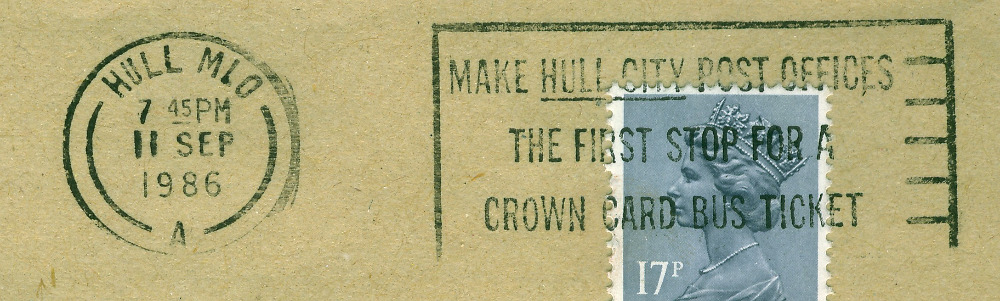 HULL MLO
7 45PM
11 SEP
1986
A
MAKE HULL CITY POST OFFICES
THE FIRST STOP FOR A
CROWN CARD BUS TICKET
17P